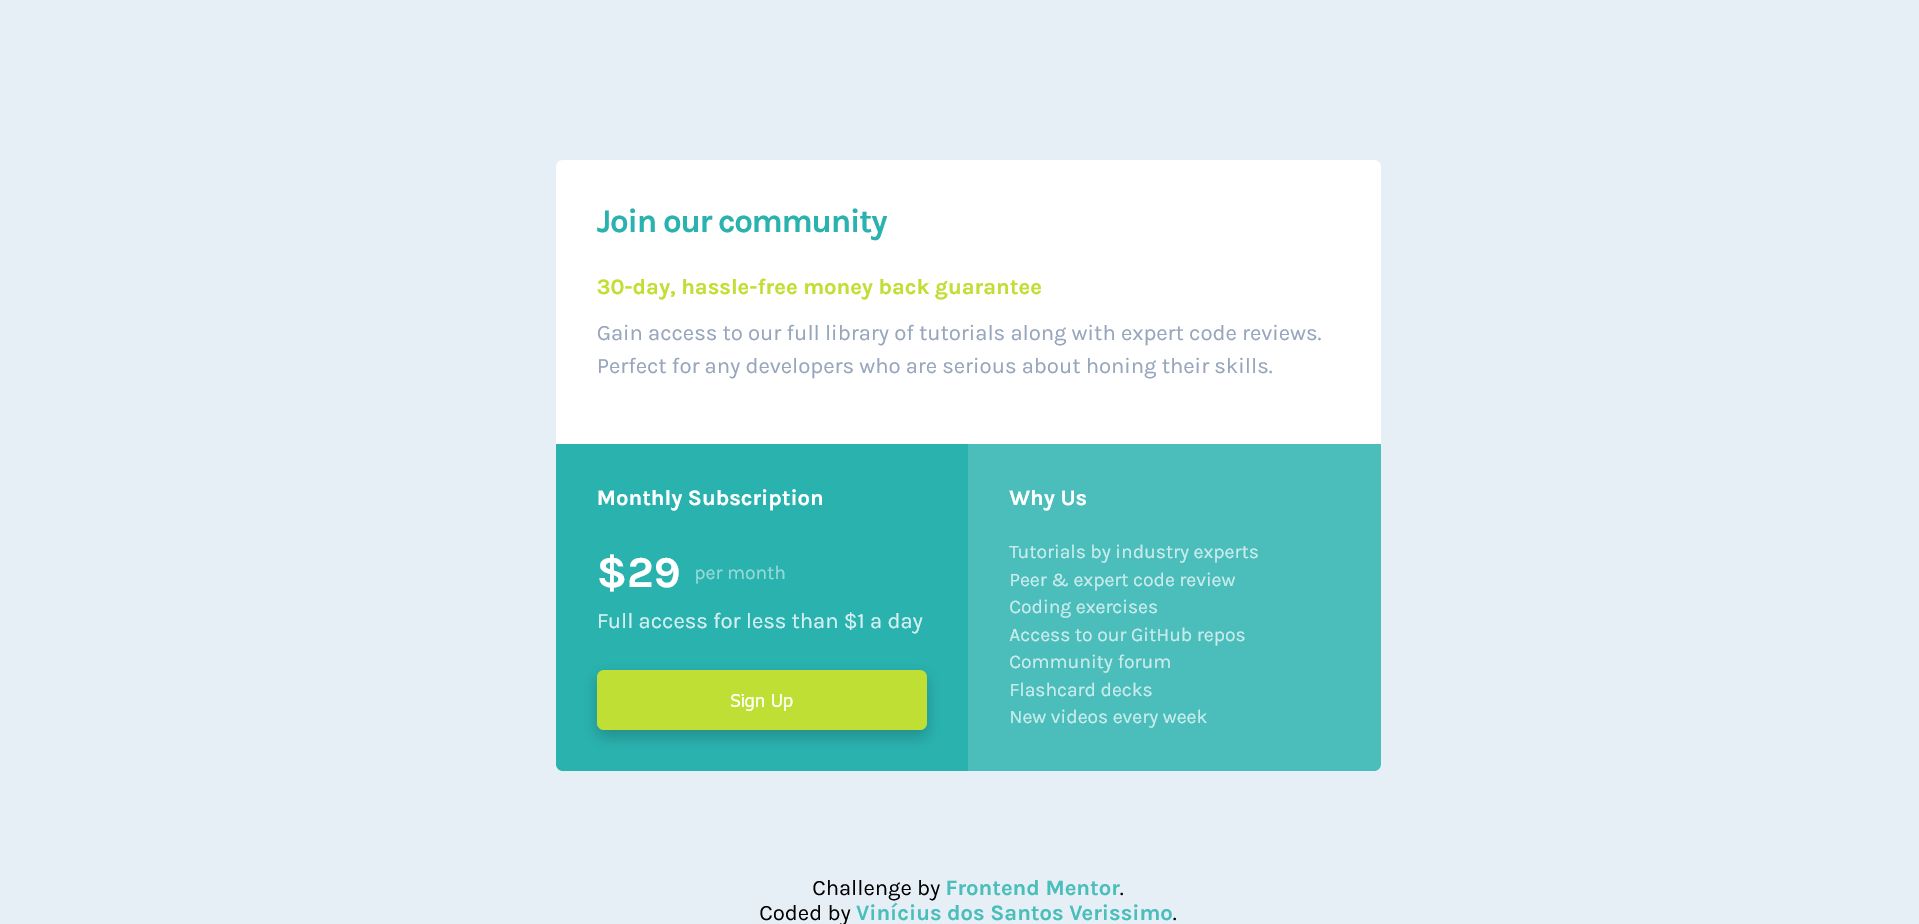 Join our community
30-day, hassle-free money back guarantee
Gain access to our full library of tutorials along with expert code reviews.
Perfect for any developers who are serious about honing their skills.
Monthly Subscription
$29 per month
Full access for less than $1 a day
Sign Up
Why Us
Tutorials by industry experts
Peer & expert code review
Coding exercises
Access to our GitHub repos
Community forum
Flashcard decks
New videos every week
Challenge by Frontend Mentor.
Coded by Vinícius dos Santos Verissimo.